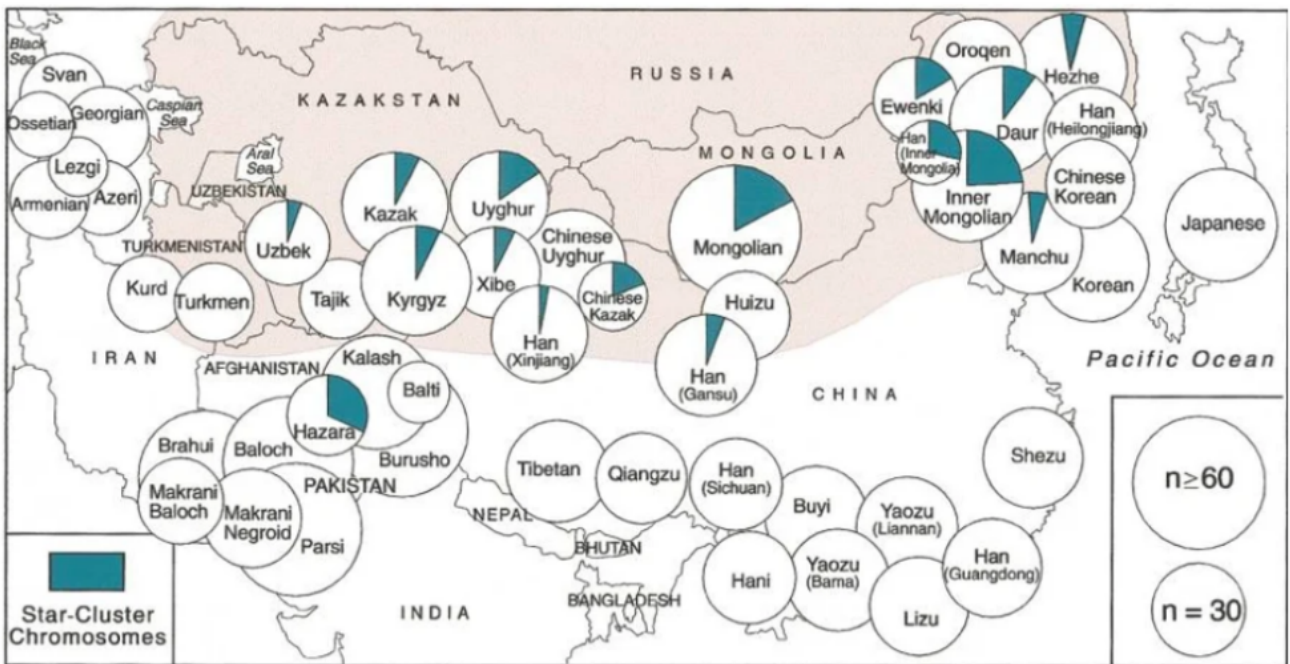 Black
Sea
Svan
Georgian
Ossetian
Lezgi
Armenian
Azeri
Caspian
Sea
Aral
Sea
KAZAKSTAN
RUSSIA
MONGOLIA
UZBEKISTAN
TURKMENISTAN
Kurd
Turkmen
Uzbek
Tajik
Kazak
Kyrgyz
Uyghur
Xibe
Chinese
Uyghur
Chinese
Kazak
Han
(Xinjiang)
Mongolian
Huizu
Han
(Gansu)
Oroqen
Hezhe
Ewenki
Daur
Han
(Heilongjiang)
Han
(Inner
Mongolia)
Inner
Mongolian
Chinese
Korean
Manchu
Korean
Japanese
Pacific Ocean
IRAN
AFGHANISTAN
Kalash
Balti
Hazara
Burusho
Brahui
Baloch
PAKISTAN
Makrani
Baloch
Makrani
Negroid
Parsi
CHINA
Tibetan
Qiangzu
Han
(Sichuan)
Buyi
Yaozu
(Liannan)
Shezu
NEPAL
BHUTAN
BANGLADESH
INDIA
Hani
Yaozu
(Bama)
Lizu
Han
(Guangdong)
Star-Cluster
Chromosomes
n≥60
n = 30